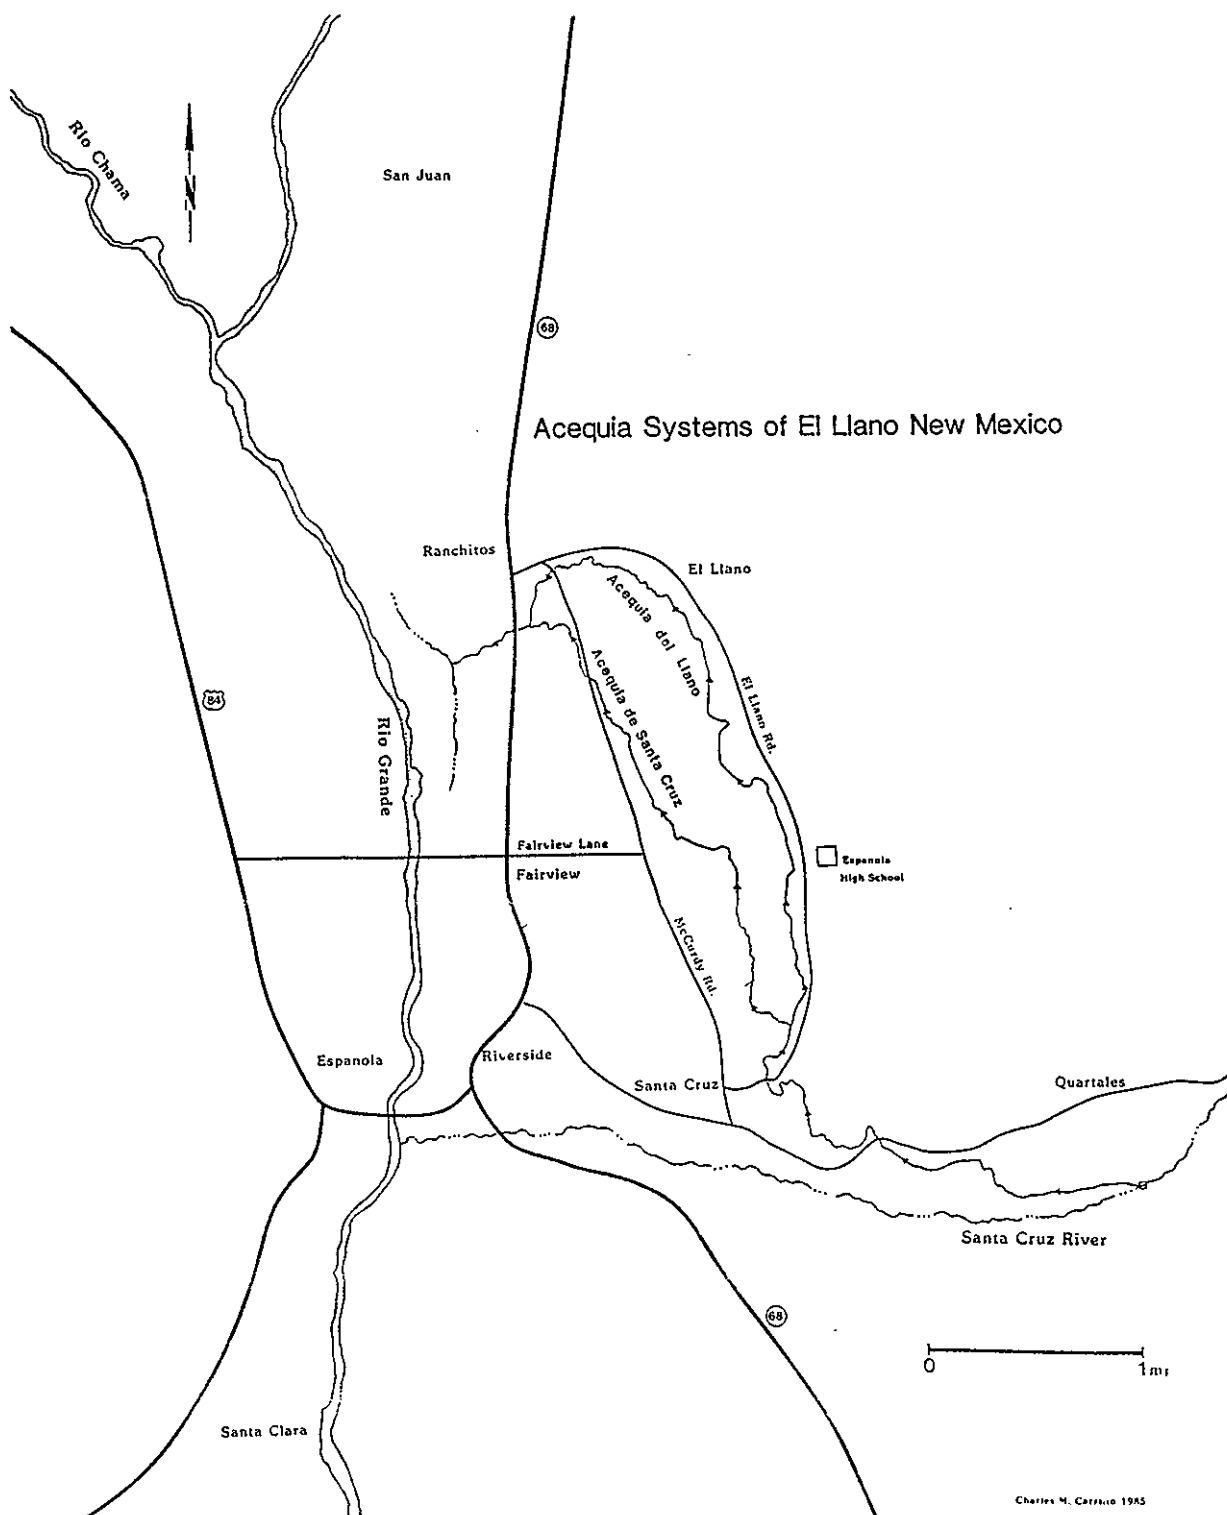 Rio Chama
N
San Juan
68
Acequia Systems of El Llano New Mexico
Ranchitos
El Llano
Acequia del Llano
Acequia de Santa Cruz
El Llano Rd.
84
Rio Grande
Fairview Lane
Fairview
Espanola
High School
McCurdy Rd.
Espanola
Riverside
Santa Cruz
Quartales
Santa Cruz River
68
0
1mi
Santa Clara
Charles M. Carrillo 1985